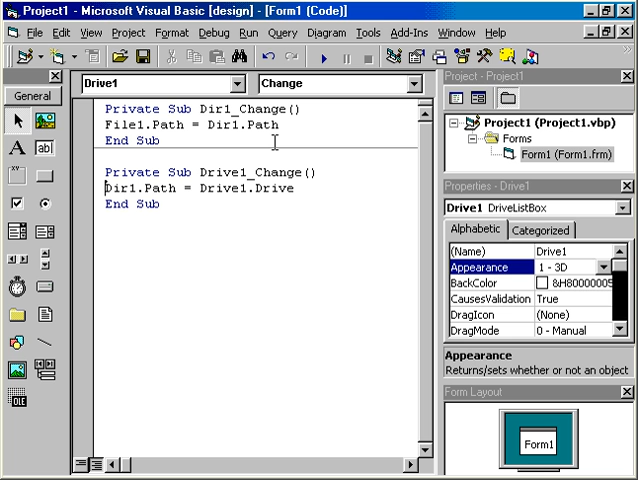 Project1 - Microsoft Visual Basic [design] - [Form1 (Code)]
File Edit View Project Format Debug Run Query Diagram Tools Add-Ins Window Help
General
A
ab|
xv
OLE
Drive1 Change
Private Sub Dir1_Change()
File1.Path = Dir1.Path
End Sub
Private Sub Drive1_Change()
Dir1.Path = Drive1.Drive
End Sub
Project - Project1
Project1 (Project1.vbp)
Forms
Form1 (Form1.frm)
Properties - Drive1
Drive1 DriveListBox
Alphabetic Categorized
(Name) Drive1
Appearance 1 - 3D
BackColor &H80000005
CausesValidation True
DragIcon (None)
DragMode 0 - Manual
Appearance
Returns/sets whether or not an object
Form Layout
Form1